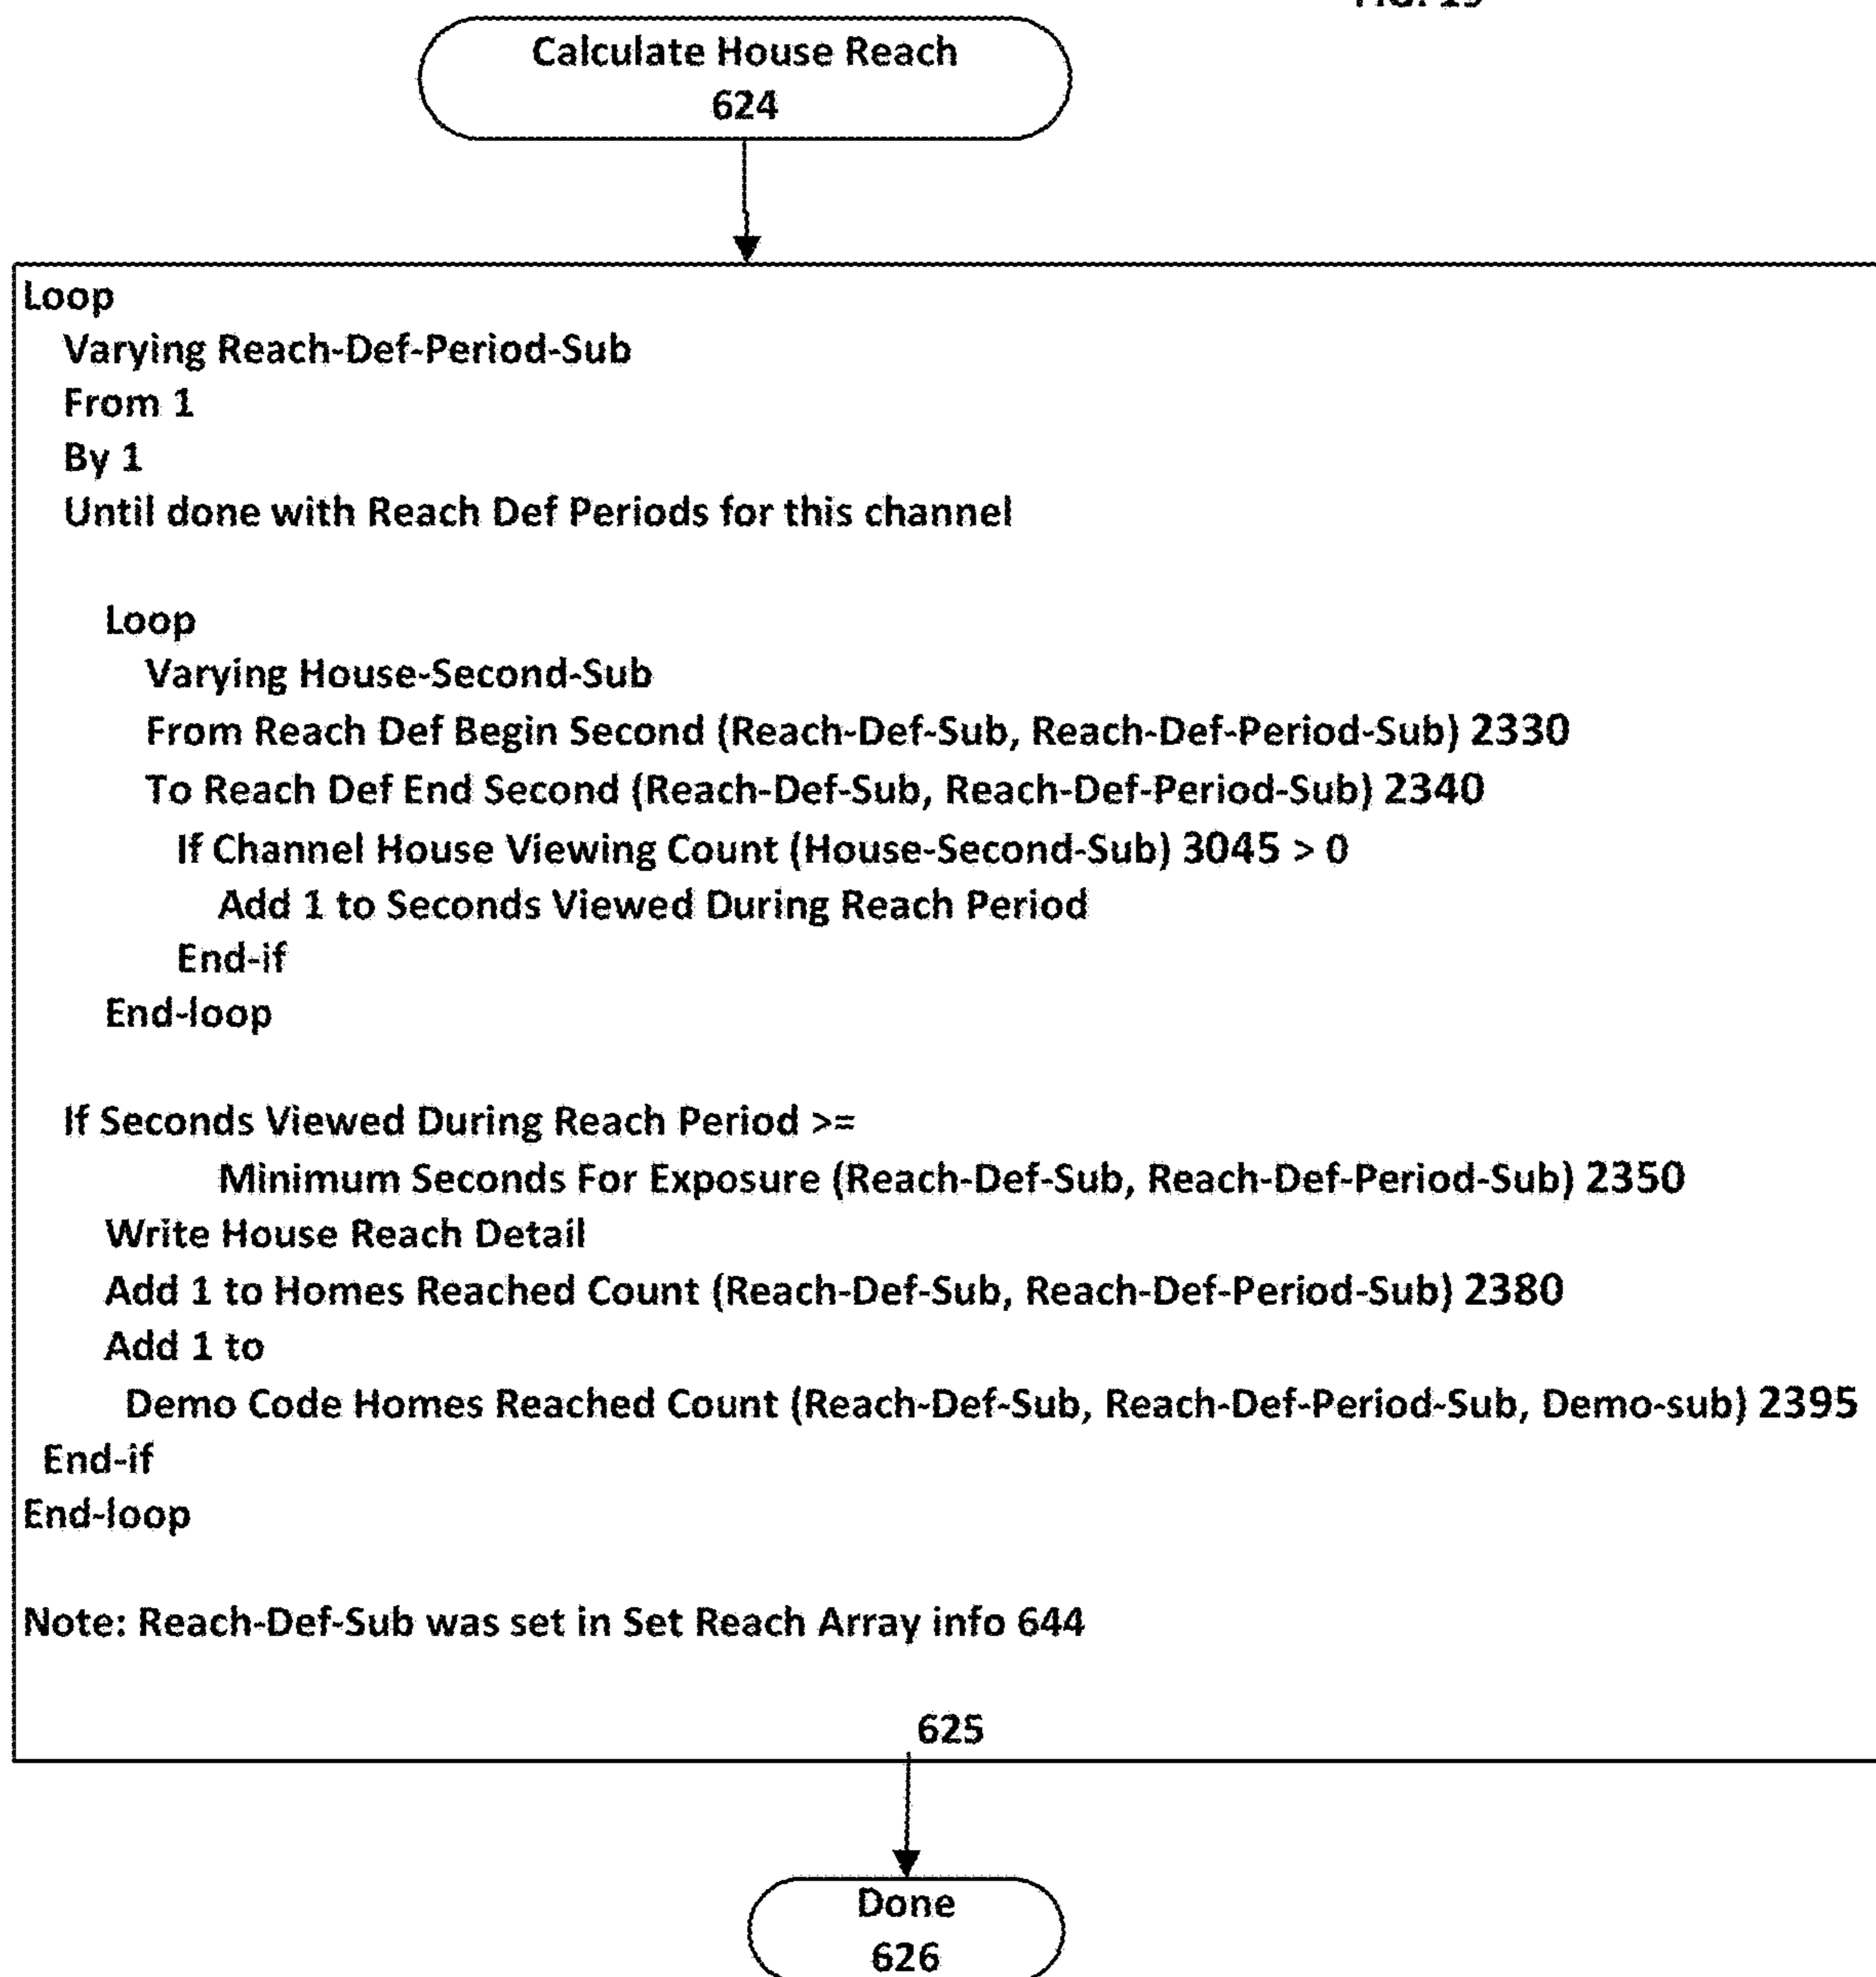 Calculate House Reach
624
Loop
Varying Reach-Def-Period-Sub
From 1
By 1
Until done with Reach Def Periods for this channel
Loop
Varying House-Second-Sub
From Reach Def Begin Second (Reach-Def-Sub, Reach-Def-Period-Sub) 2330
To Reach Def End Second (Reach-Def-Sub, Reach-Def-Period-Sub) 2340
If Channel House Viewing Count (House-Second-Sub) 3045 > 0
Add 1 to Seconds Viewed During Reach Period
End-if
End-loop
If Seconds Viewed During Reach Period >=
Minimum Seconds For Exposure (Reach-Def-Sub, Reach-Def-Period-Sub) 2350
Write House Reach Detail
Add 1 to Homes Reached Count (Reach-Def-Sub, Reach-Def-Period-Sub) 2380
Add 1 to
Demo Code Homes Reached Count (Reach-Def-Sub, Reach-Def-Period-Sub, Demo-sub) 2395
End-if
End-loop
Note: Reach-Def-Sub was set in Set Reach Array info 644
625
Done
626